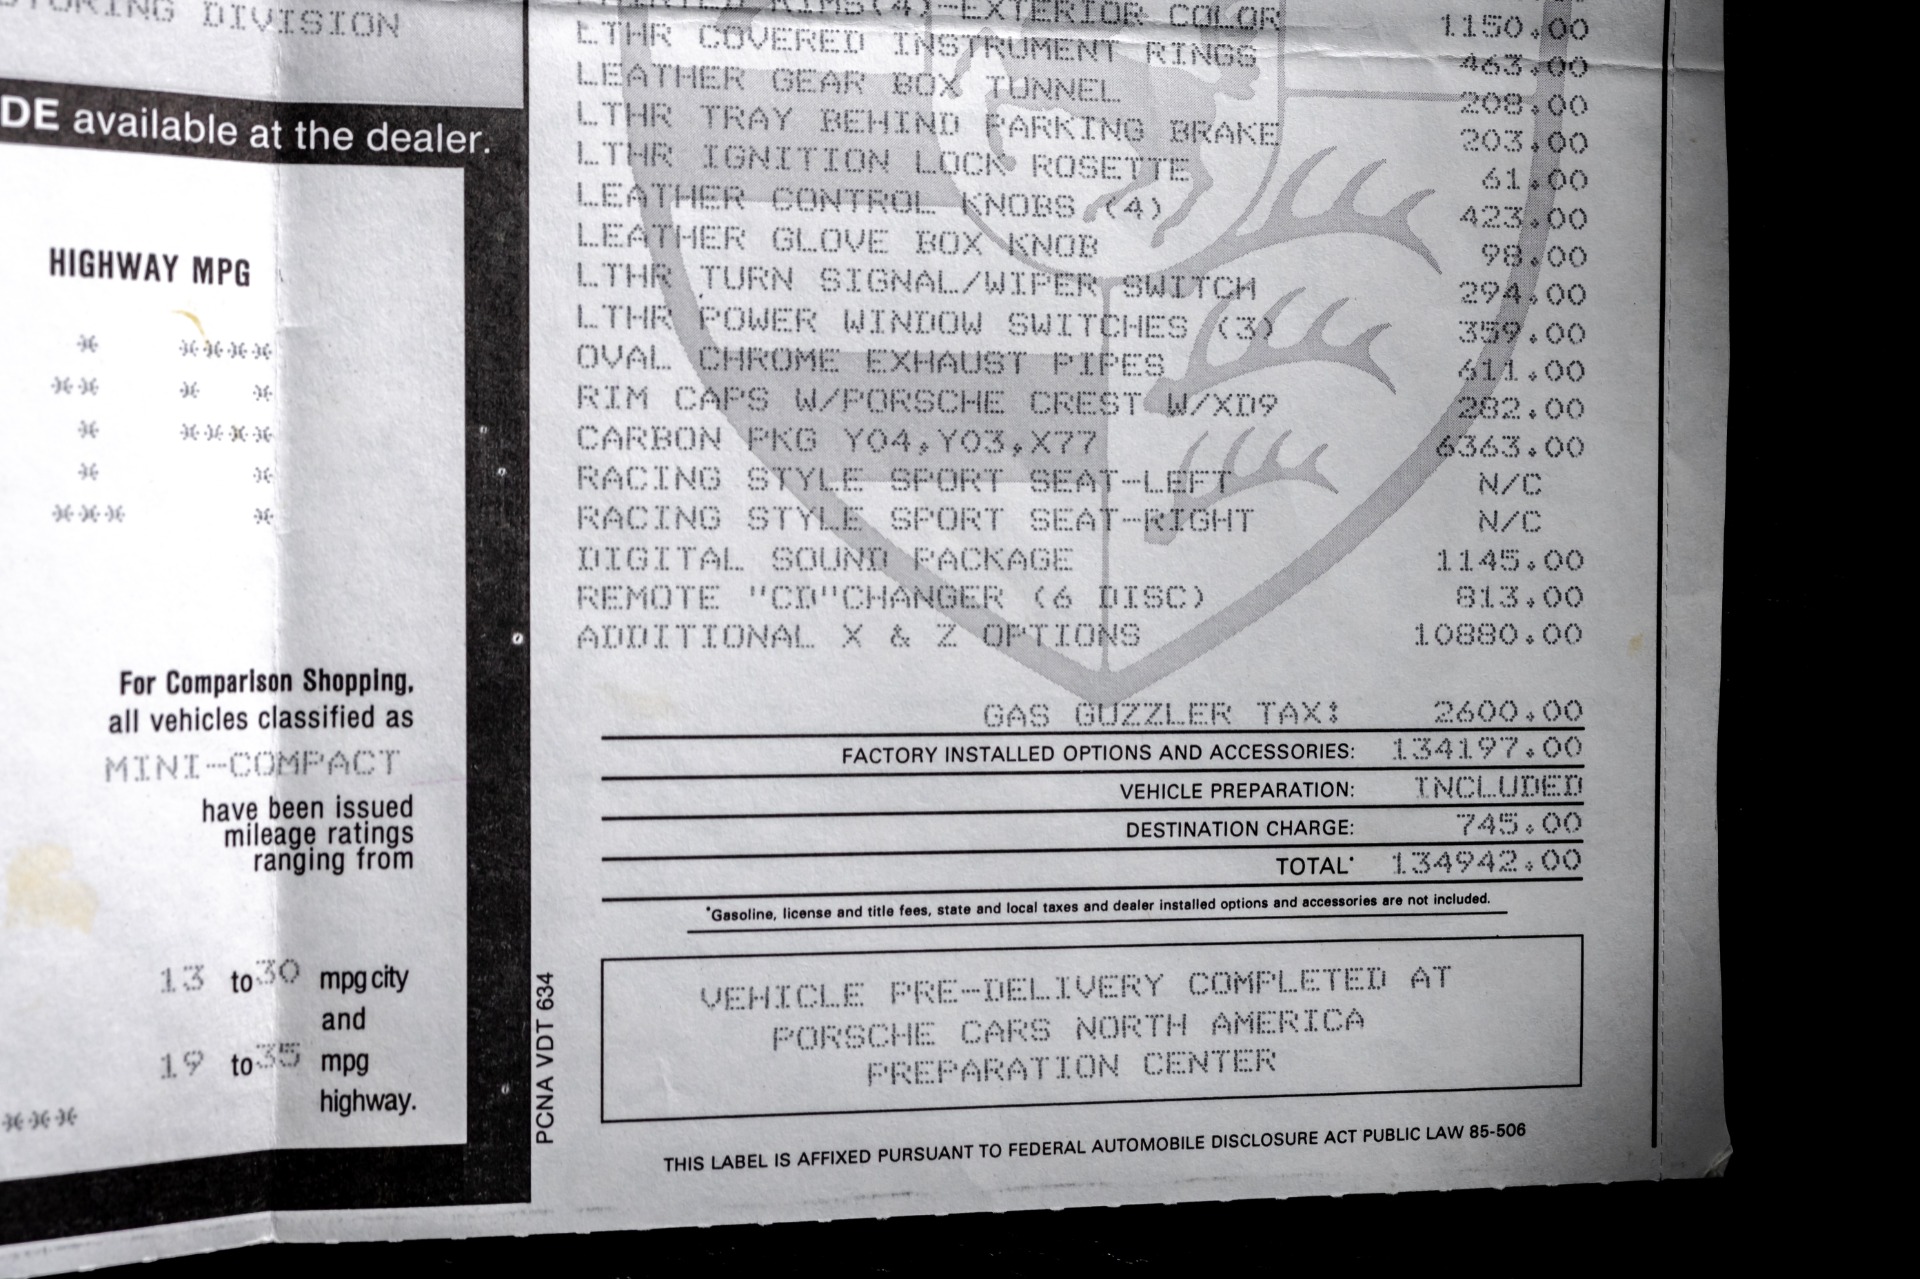 DIVISION
DE available at the dealer.
HIGHWAY MPG
* ****
** * *
* ****
* *
*** *
For Comparison Shopping,
all vehicles classified as
MINI-COMPACT
have been issued
mileage ratings
ranging from
13 to 30 mpg city
and
19 to 35 mpg
highway.
***
PCNA VDT 634
PAINTED RIMS(4)-EXTERIOR COLOR 1150.00
LTHR COVERED INSTRUMENT RINGS 463.00
LEATHER GEAR BOX TUNNEL 208.00
LTHR TRAY BEHIND PARKING BRAKE 203.00
LTHR IGNITION LOCK ROSETTE 61.00
LEATHER CONTROL KNOBS (4) 423.00
LEATHER GLOVE BOX KNOB 98.00
LTHR TURN SIGNAL/WIPER SWITCH 294.00
LTHR POWER WINDOW SWITCHES (3) 359.00
OVAL CHROME EXHAUST PIPES 611.00
RIM CAPS W/PORSCHE CREST W/XD9 282.00
CARBON PKG Y04,Y03,X77 6363.00
RACING STYLE SPORT SEAT-LEFT N/C
RACING STYLE SPORT SEAT-RIGHT N/C
DIGITAL SOUND PACKAGE 1145.00
REMOTE "CD"CHANGER (6 DISC) 813.00
ADDITIONAL X & Z OPTIONS 10880.00
GAS GUZZLER TAX: 2600.00
FACTORY INSTALLED OPTIONS AND ACCESSORIES: 134197.00
VEHICLE PREPARATION: INCLUDED
DESTINATION CHARGE: 745.00
TOTAL* 134942.00
*Gasoline, license and title fees, state and local taxes and dealer installed options and accessories are not included.
VEHICLE PRE-DELIVERY COMPLETED AT
PORSCHE CARS NORTH AMERICA
PREPARATION CENTER
THIS LABEL IS AFFIXED PURSUANT TO FEDERAL AUTOMOBILE DISCLOSURE ACT PUBLIC LAW 85-506